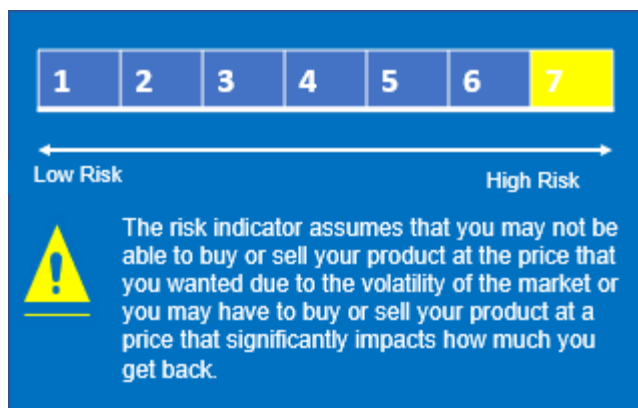 1 2 3 4 5 6 7
Low Risk High Risk
!
The risk indicator assumes that you may not be
able to buy or sell your product at the price that
you wanted due to the volatility of the market or
you may have to buy or sell your product at a
price that significantly impacts how much you
get back.